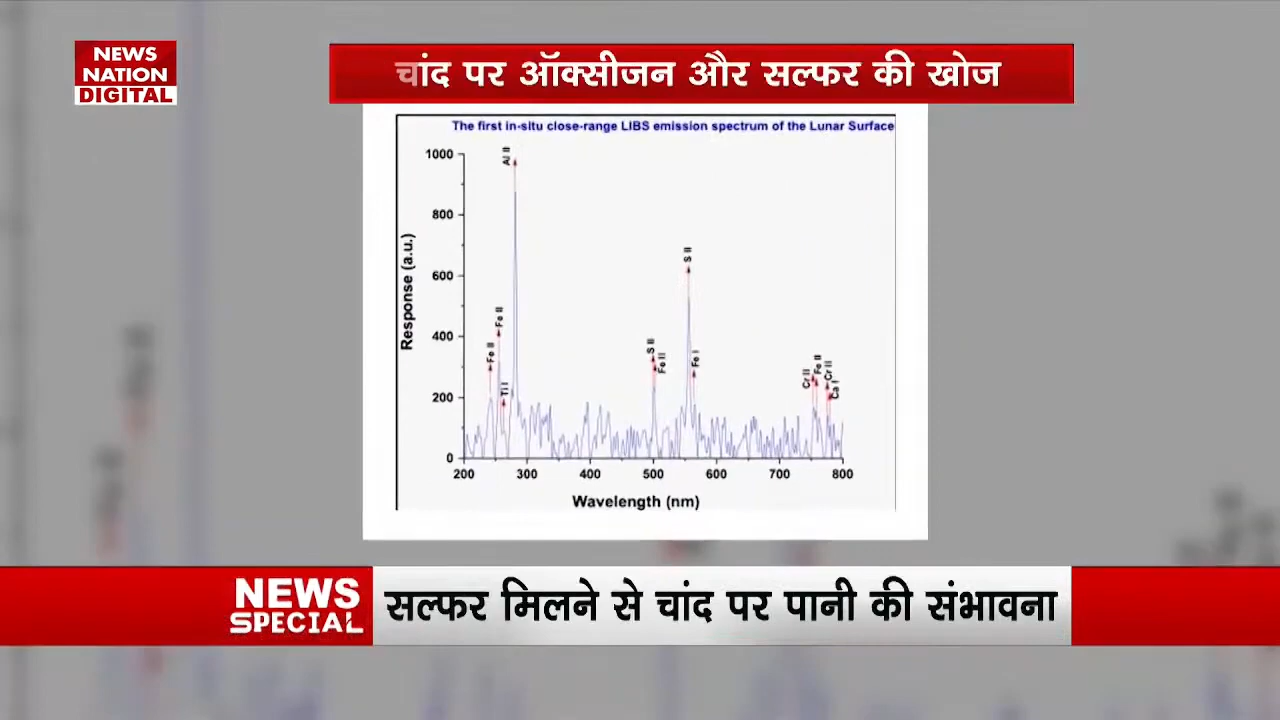 NEWS
NATION
DIGITAL
चांद पर ऑक्सीजन और सल्फर की खोज
The first in-situ close-range LIBS emission spectrum of the Lunar Surface
Response (a.u.)
1000
800
600
400
200
0
Al II
S II
Fe II
Fe II
Ti I
S II
Fe II
Fe I
Cr II
Fe II
Cr II
Ca I
200 300 400 500 600 700 800
Wavelength (nm)
NEWS
SPECIAL
सल्फर मिलने से चांद पर पानी की संभावना